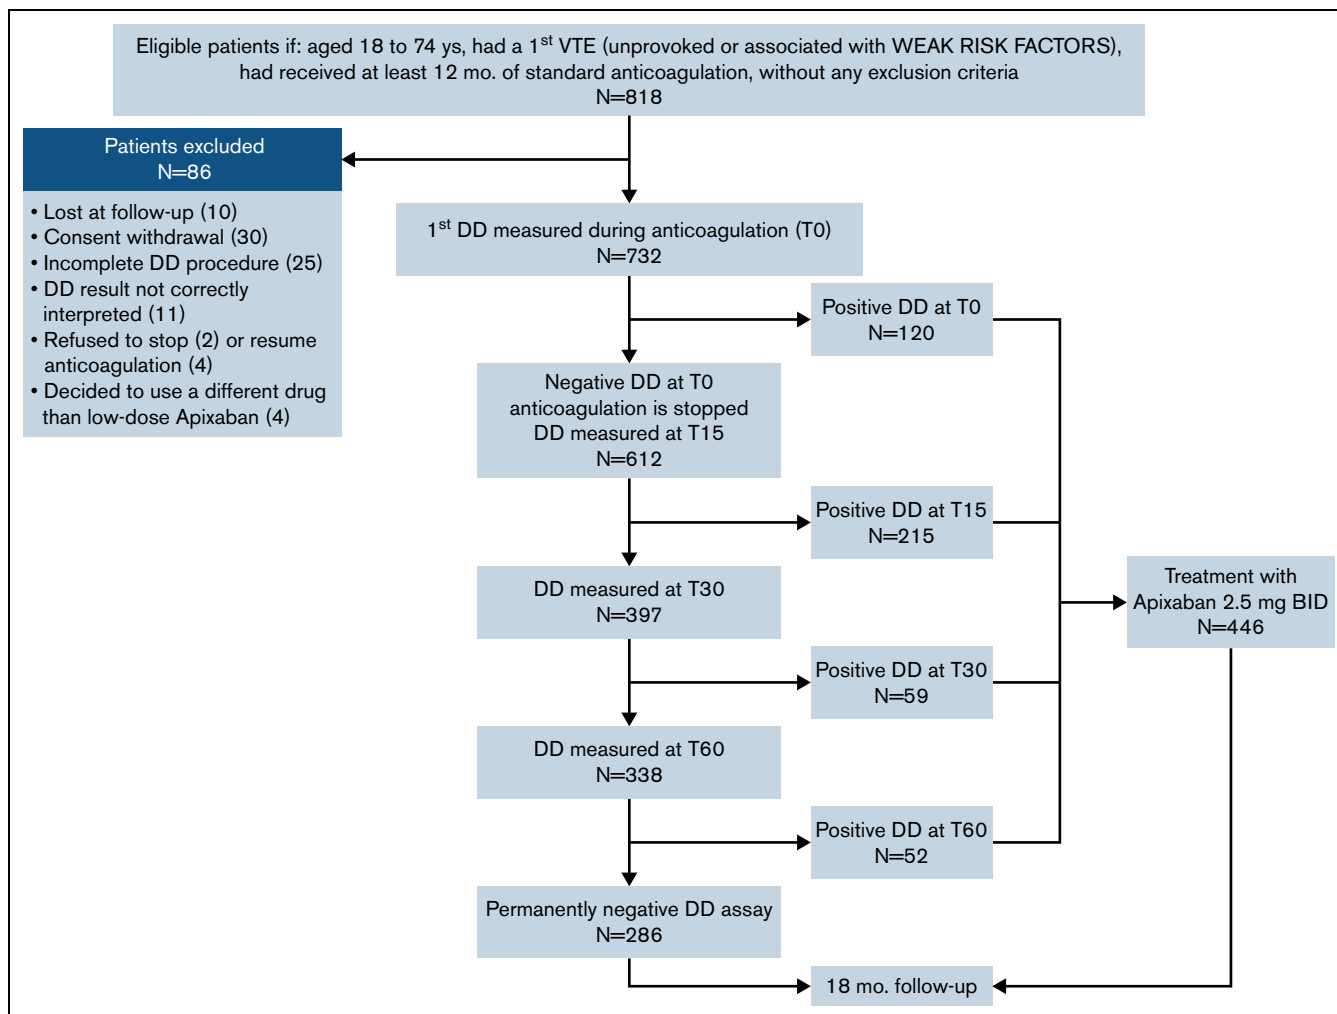 Eligible patients if: aged 18 to 74 ys, had a 1st VTE (unprovoked or associated with WEAK RISK FACTORS),
had received at least 12 mo. of standard anticoagulation, without any exclusion criteria
N=818
Patients excluded
N=86
• Lost at follow-up (10)
• Consent withdrawal (30)
• Incomplete DD procedure (25)
• DD result not correctly
interpreted (11)
• Refused to stop (2) or resume
anticoagulation (4)
• Decided to use a different drug
than low-dose Apixaban (4)
1st DD measured during anticoagulation (T0)
N=732
Positive DD at T0
N=120
Negative DD at T0
anticoagulation is stopped
DD measured at T15
N=612
Positive DD at T15
N=215
DD measured at T30
N=397
Treatment with
Apixaban 2.5 mg BID
N=446
Positive DD at T30
N=59
DD measured at T60
N=338
Positive DD at T60
N=52
Permanently negative DD assay
N=286
18 mo. follow-up